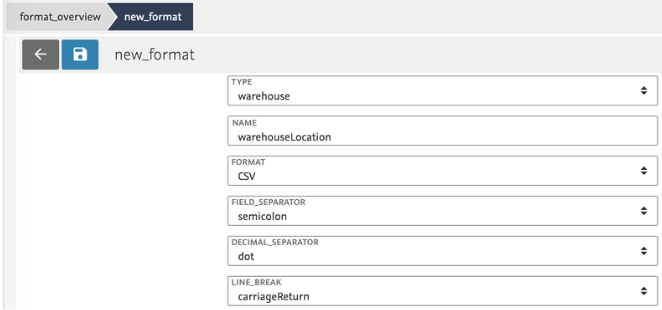 format_overview new_format
new_format
TYPE
warehouse
NAME
warehouseLocation
FORMAT
CSV
FIELD_SEPARATOR
semicolon
DECIMAL_SEPARATOR
dot
LINE_BREAK
carriageReturn